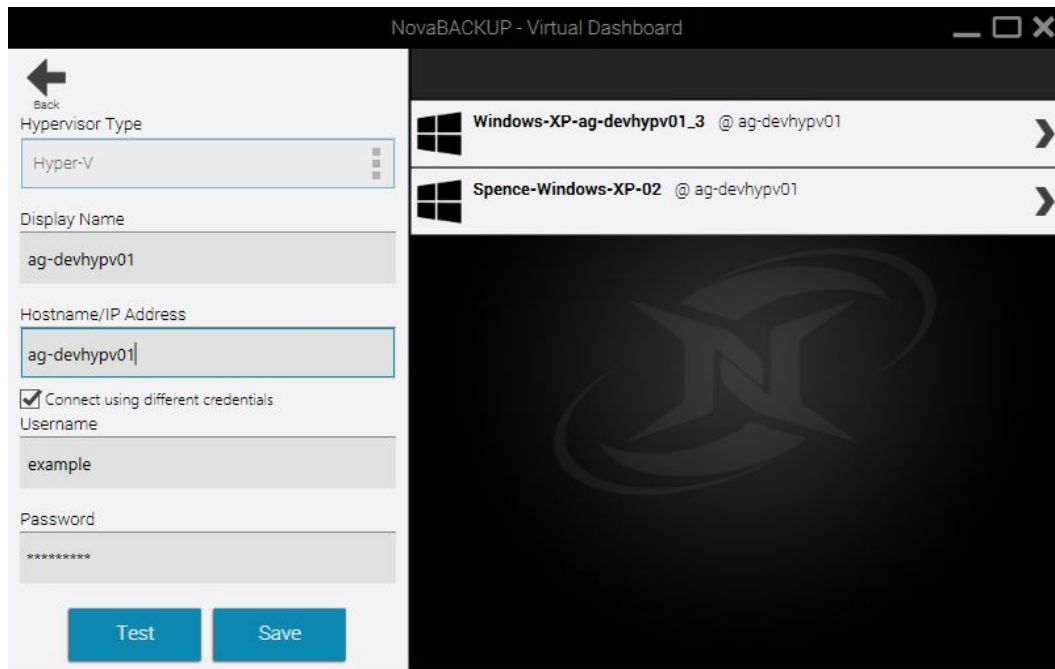 NovaBACKUP - Virtual Dashboard
Back
Hypervisor Type
Hyper-V
Display Name
ag-devhypv01
Hostname/IP Address
ag-devhypv01
Connect using different credentials
Username
example
Password
*********
Test Save
Windows-XP-ag-devhypv01_3 @ ag-devhypv01
Spence-Windows-XP-02 @ ag-devhypv01